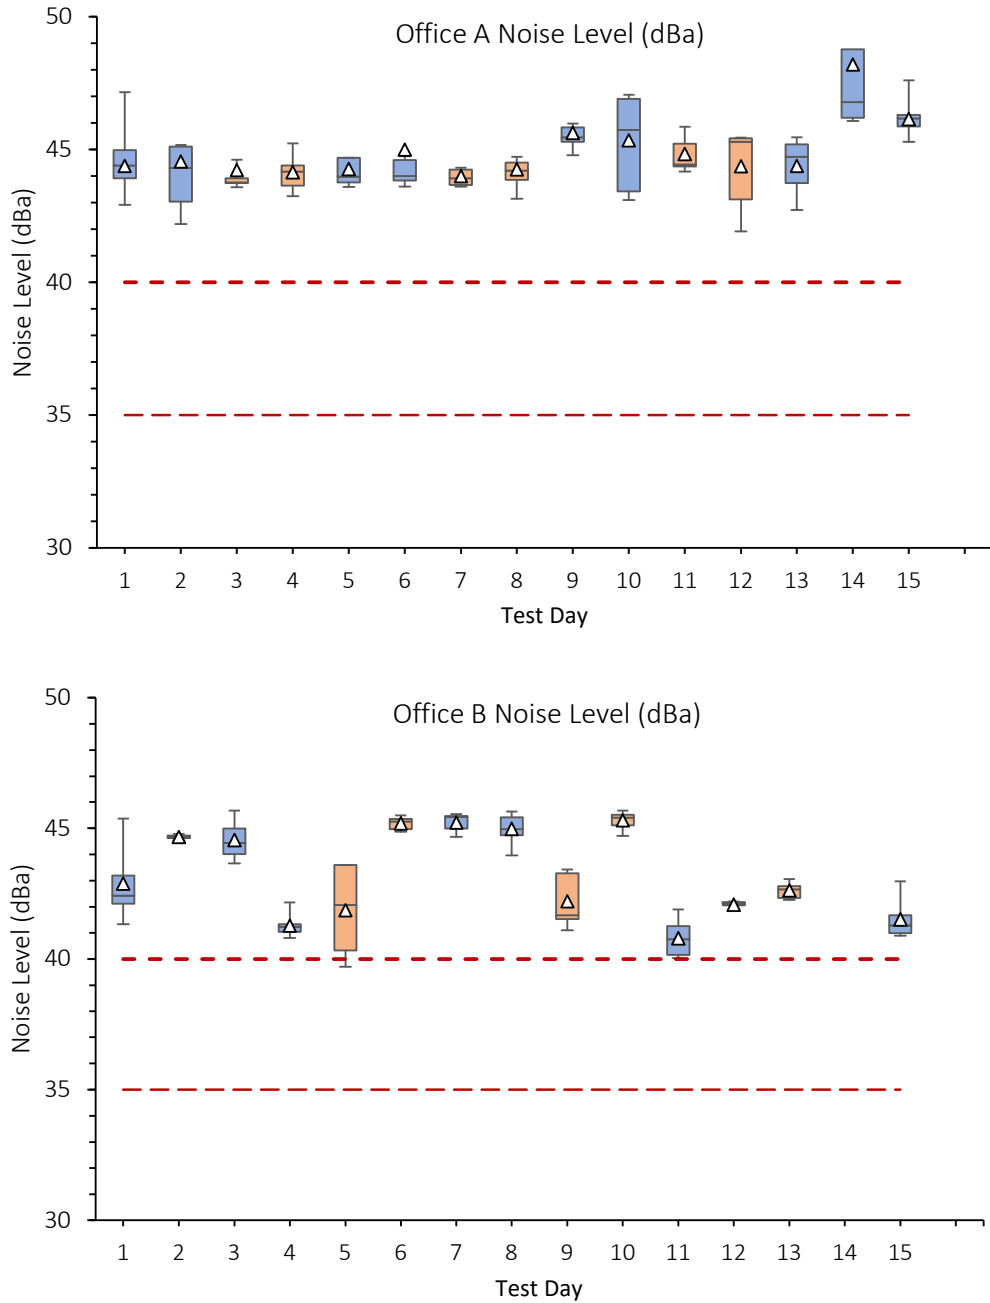 Office A Noise Level (dBa)
50
45
40
35
30
Noise Level (dBa)
1 2 3 4 5 6 7 8 9 10 11 12 13 14 15
Test Day
Office B Noise Level (dBa)
50
45
40
35
30
Noise Level (dBa)
1 2 3 4 5 6 7 8 9 10 11 12 13 14 15
Test Day